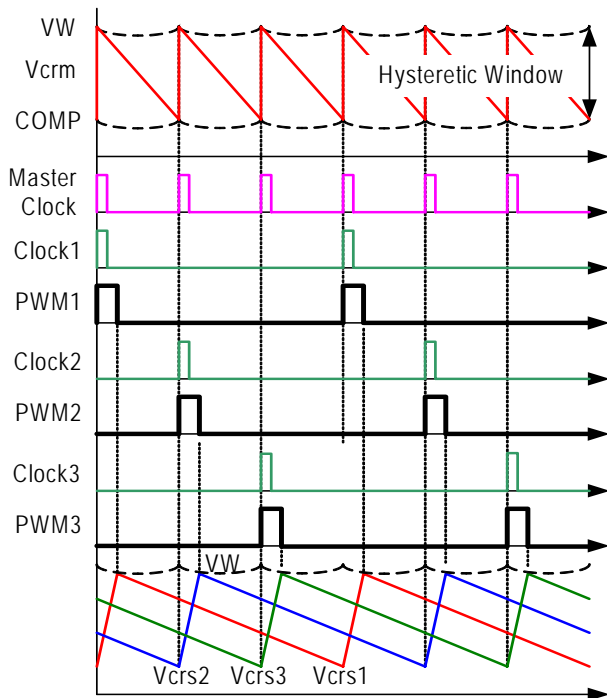 VW
Vcrm
Hysteretic Window
COMP
Master
Clock
Clock1
PWM1
Clock2
PWM2
Clock3
PWM3
VW
Vcrs2 Vcrs3 Vcrs1